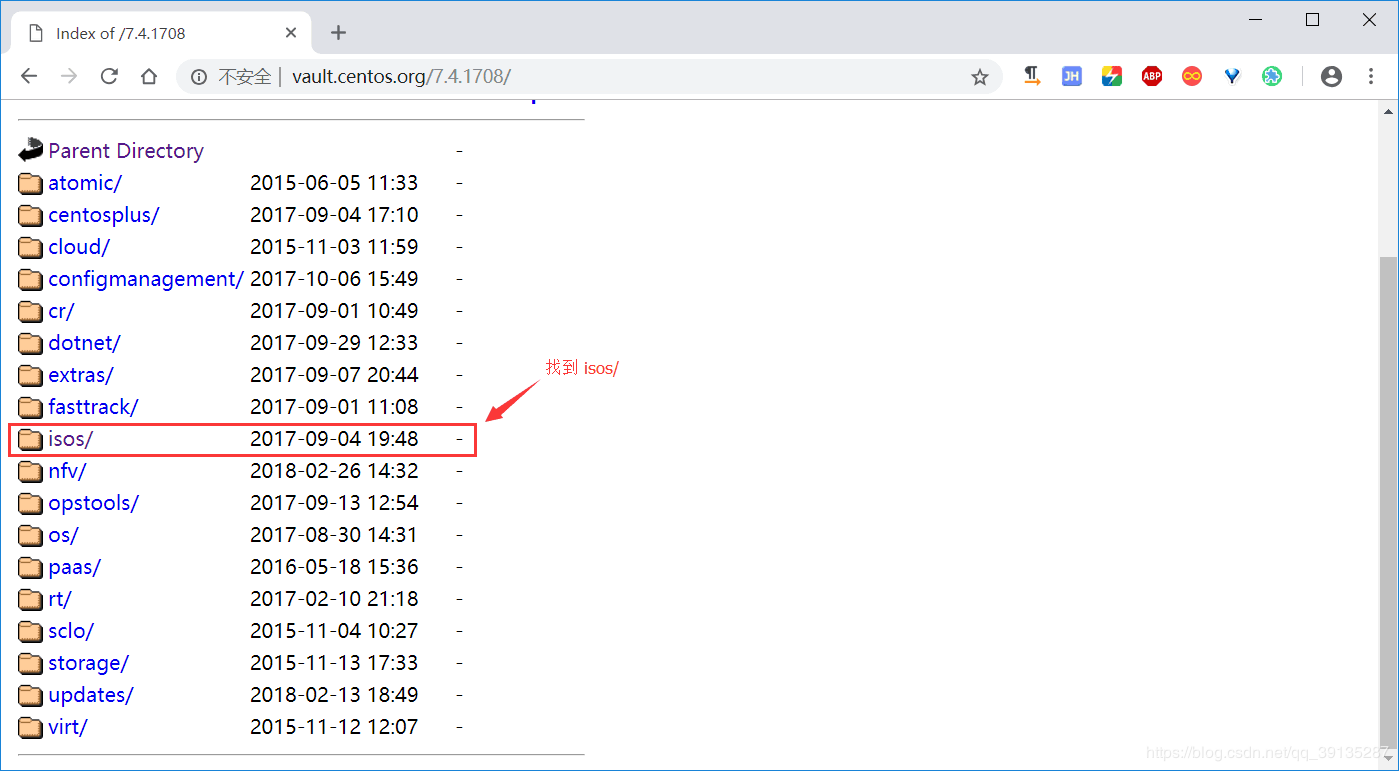 Index of /7.4.1708
不安全 | vault.centos.org/7.4.1708/
JH
ABP
Parent Directory -
atomic/ 2015-06-05 11:33 -
centosplus/ 2017-09-04 17:10 -
cloud/ 2015-11-03 11:59 -
configmanagement/ 2017-10-06 15:49 -
cr/ 2017-09-01 10:49 -
dotnet/ 2017-09-29 12:33 -
找到 isos/
extras/ 2017-09-07 20:44 -
fasttrack/ 2017-09-01 11:08 -
isos/ 2017-09-04 19:48 -
nfv/ 2018-02-26 14:32 -
opstools/ 2017-09-13 12:54 -
os/ 2017-08-30 14:31 -
paas/ 2016-05-18 15:36 -
rt/ 2017-02-10 21:18 -
sclo/ 2015-11-04 10:27 -
storage/ 2015-11-13 17:33 -
updates/ 2018-02-13 18:49 -
virt/ 2015-11-12 12:07 -
https://blog.csdn.net/qq_39135287